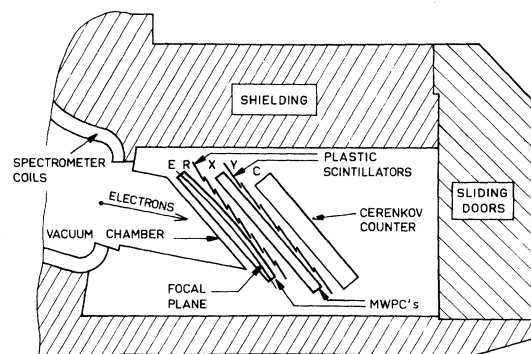 SHIELDING
SPECTROMETER
COILS
E R X Y C
PLASTIC
SCINTILLATORS
SLIDING
DOORS
ELECTRONS
CERENKOV
COUNTER
VACUUM CHAMBER
FOCAL
PLANE
MWPC's